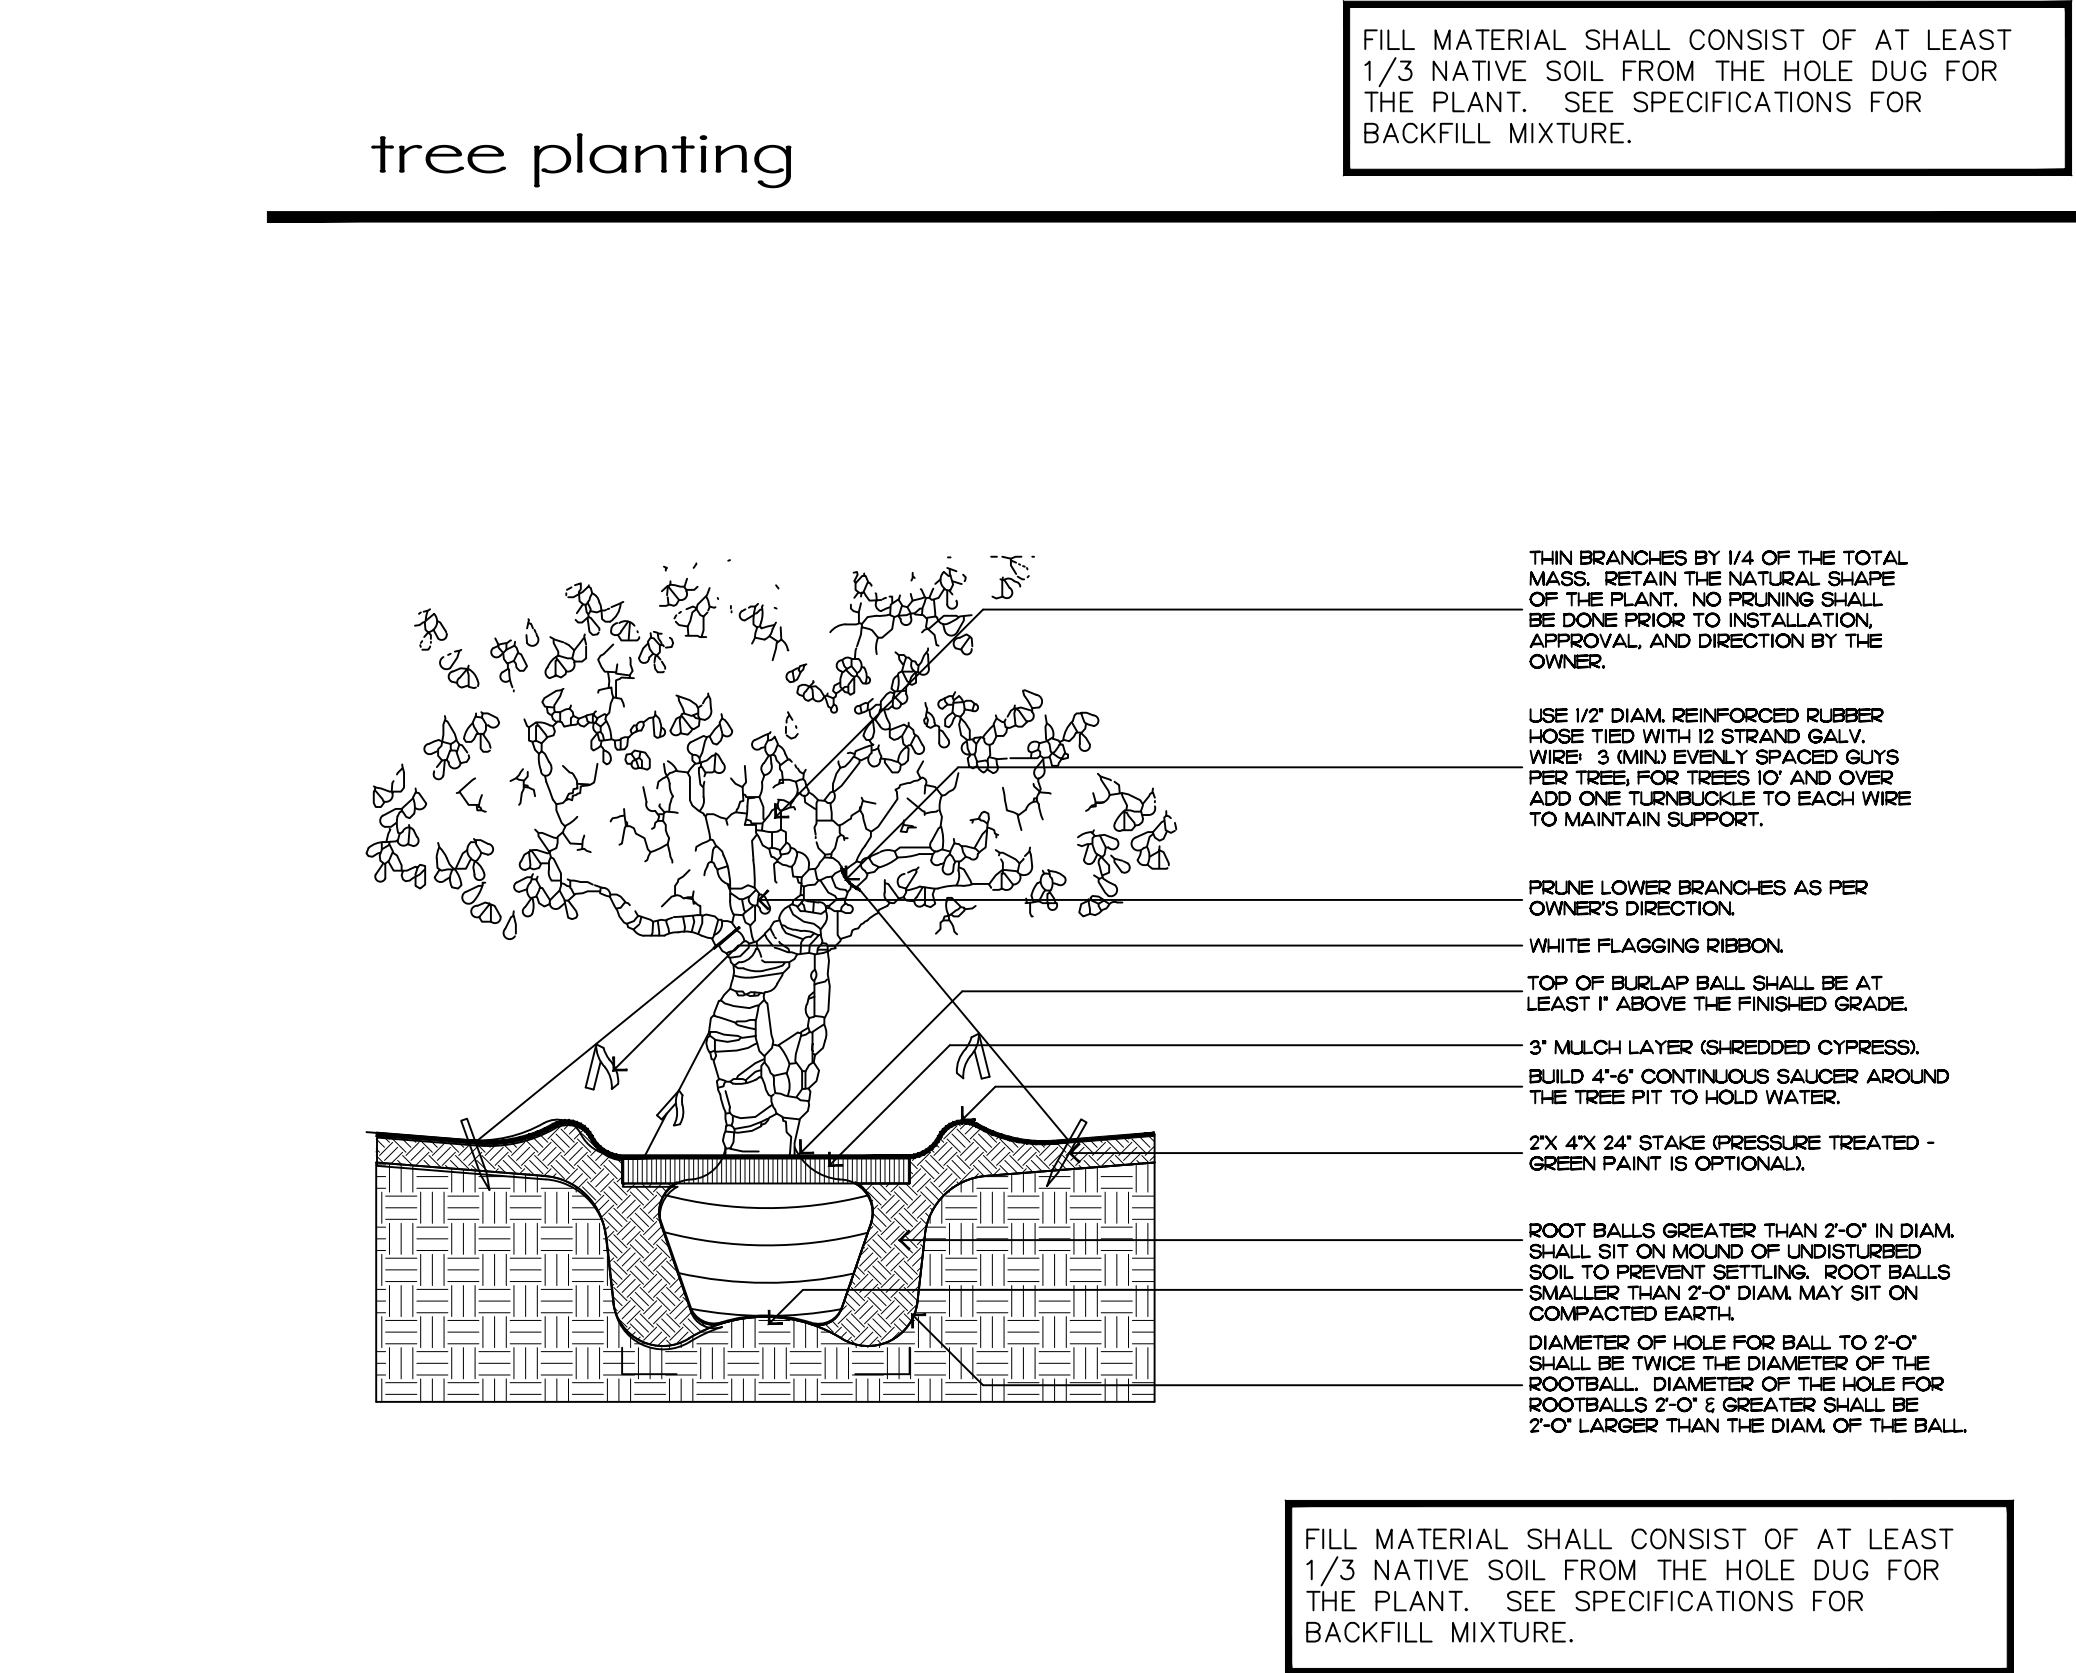 FILL MATERIAL SHALL CONSIST OF AT LEAST
1/3 NATIVE SOIL FROM THE HOLE DUG FOR
THE PLANT.  SEE SPECIFICATIONS FOR
BACKFILL MIXTURE.
tree planting
THIN BRANCHES BY 1/4 OF THE TOTAL
MASS.  RETAIN THE NATURAL SHAPE
OF THE PLANT.  NO PRUNING SHALL
BE DONE PRIOR TO INSTALLATION,
APPROVAL, AND DIRECTION BY THE
OWNER.
USE 1/2" DIAM. REINFORCED RUBBER
HOSE TIED WITH 12 STRAND GALV.
WIRE:  3 (MIN.) EVENLY SPACED GUYS
PER TREE; FOR TREES 10' AND OVER
ADD ONE TURNBUCKLE TO EACH WIRE
TO MAINTAIN SUPPORT.
PRUNE LOWER BRANCHES AS PER
OWNER'S DIRECTION.
WHITE FLAGGING RIBBON.
TOP OF BURLAP BALL SHALL BE AT
LEAST 1" ABOVE THE FINISHED GRADE.
3" MULCH LAYER (SHREDDED CYPRESS).
BUILD 4"-6" CONTINUOUS SAUCER AROUND
THE TREE PIT TO HOLD WATER.
2"X 4"X 24" STAKE (PRESSURE TREATED -
GREEN PAINT IS OPTIONAL).
ROOT BALLS GREATER THAN 2'-0" IN DIAM.
SHALL SIT ON MOUND OF UNDISTURBED
SOIL TO PREVENT SETTLING.  ROOT BALLS
SMALLER THAN 2'-0" DIAM. MAY SIT ON
COMPACTED EARTH.
DIAMETER OF HOLE FOR BALL TO 2'-0"
SHALL BE TWICE THE DIAMETER OF THE
ROOTBALL.  DIAMETER OF THE HOLE FOR
ROOTBALLS 2'-0" & GREATER SHALL BE
2'-0" LARGER THAN THE DIAM. OF THE BALL.
FILL MATERIAL SHALL CONSIST OF AT LEAST
1/3 NATIVE SOIL FROM THE HOLE DUG FOR
THE PLANT.  SEE SPECIFICATIONS FOR
BACKFILL MIXTURE.